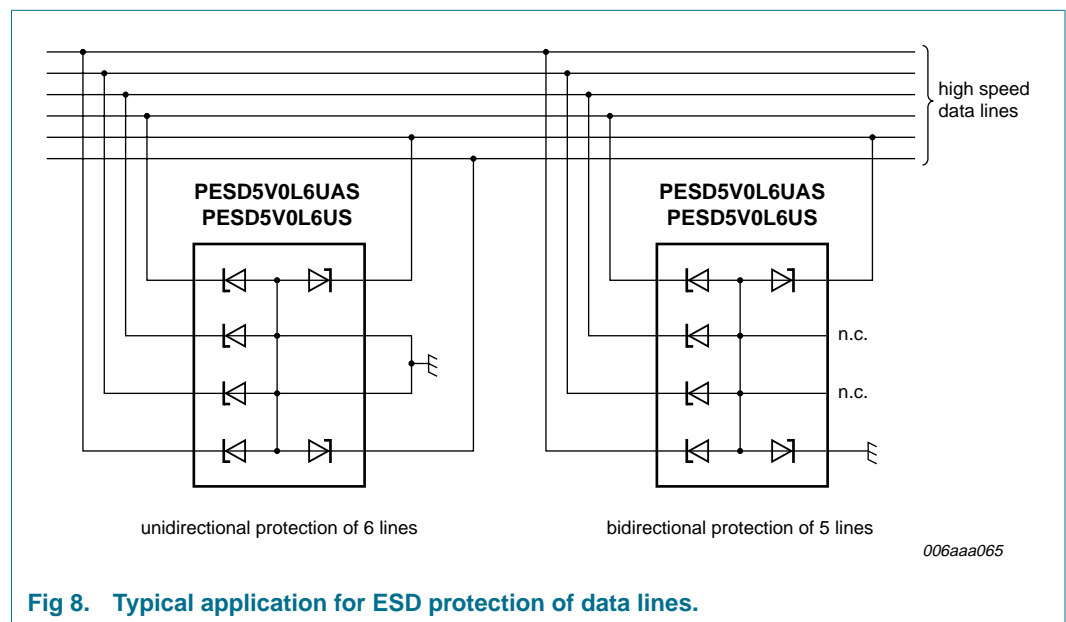 high speed
data lines
PESD5V0L6UAS
PESD5V0L6US
PESD5V0L6UAS
PESD5V0L6US
n.c.
n.c.
unidirectional protection of 6 lines
bidirectional protection of 5 lines
006aaa065
Fig 8. Typical application for ESD protection of data lines.